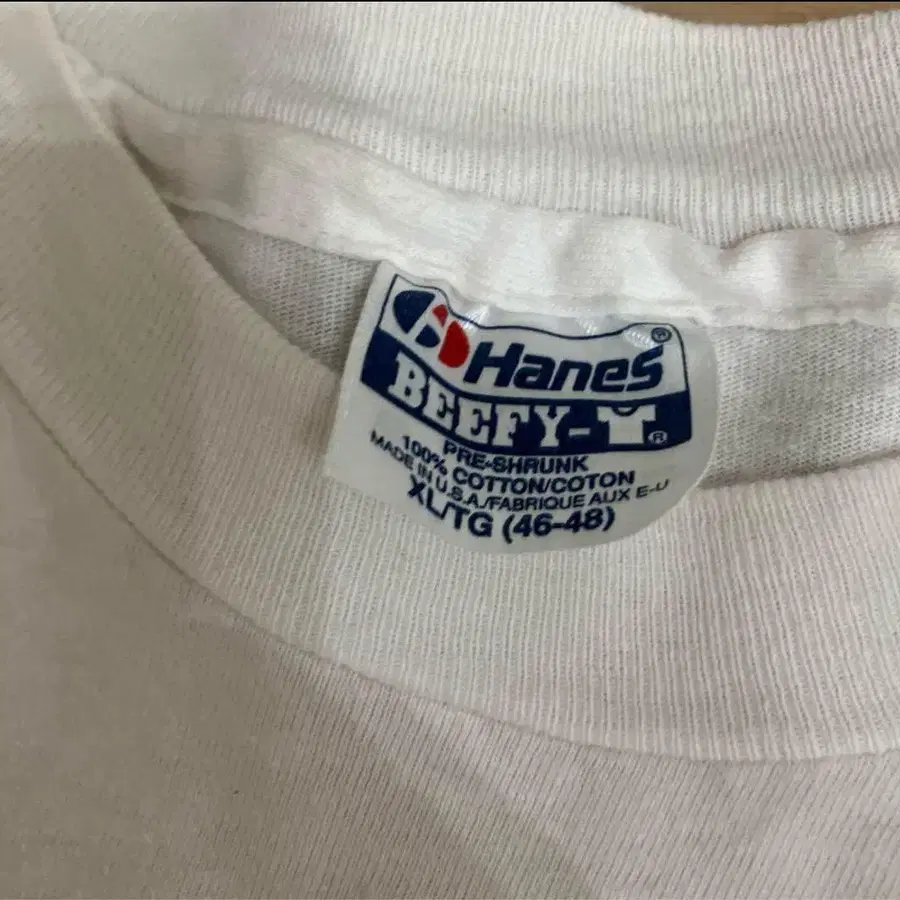 Hanes®
BEEFY-T®
PRE-SHRUNK
100% COTTON/COTON
MADE IN U.S.A./FABRIQUE AUX E-U
XL/TG (46-48)